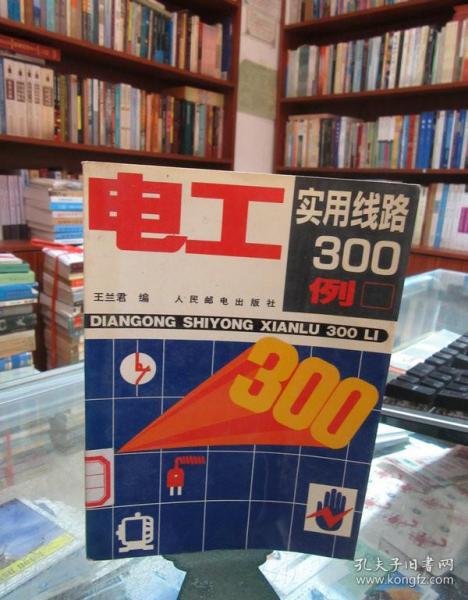 电工
实用线路
300
例
王兰君 编 人民邮电出版社
DIANGONG SHIYONG XIANLU 300 LI
300
孔夫子旧书网
www.kongfz.com